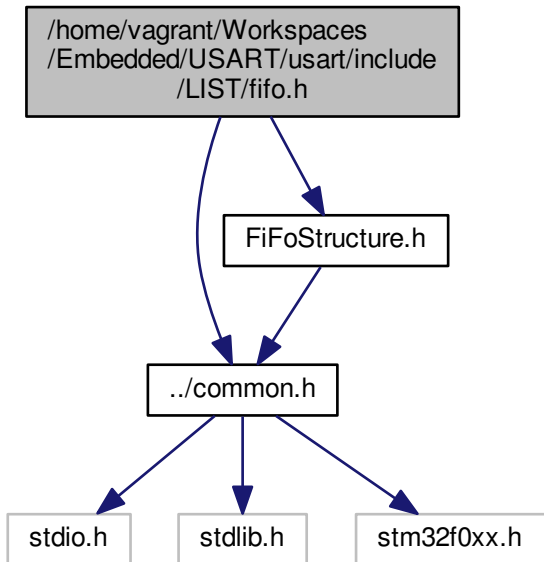 /home/vagrant/Workspaces
/Embedded/USART/usart/include
/LIST/fifo.h
FiFoStructure.h
../common.h
stdio.h
stdlib.h
stm32f0xx.h